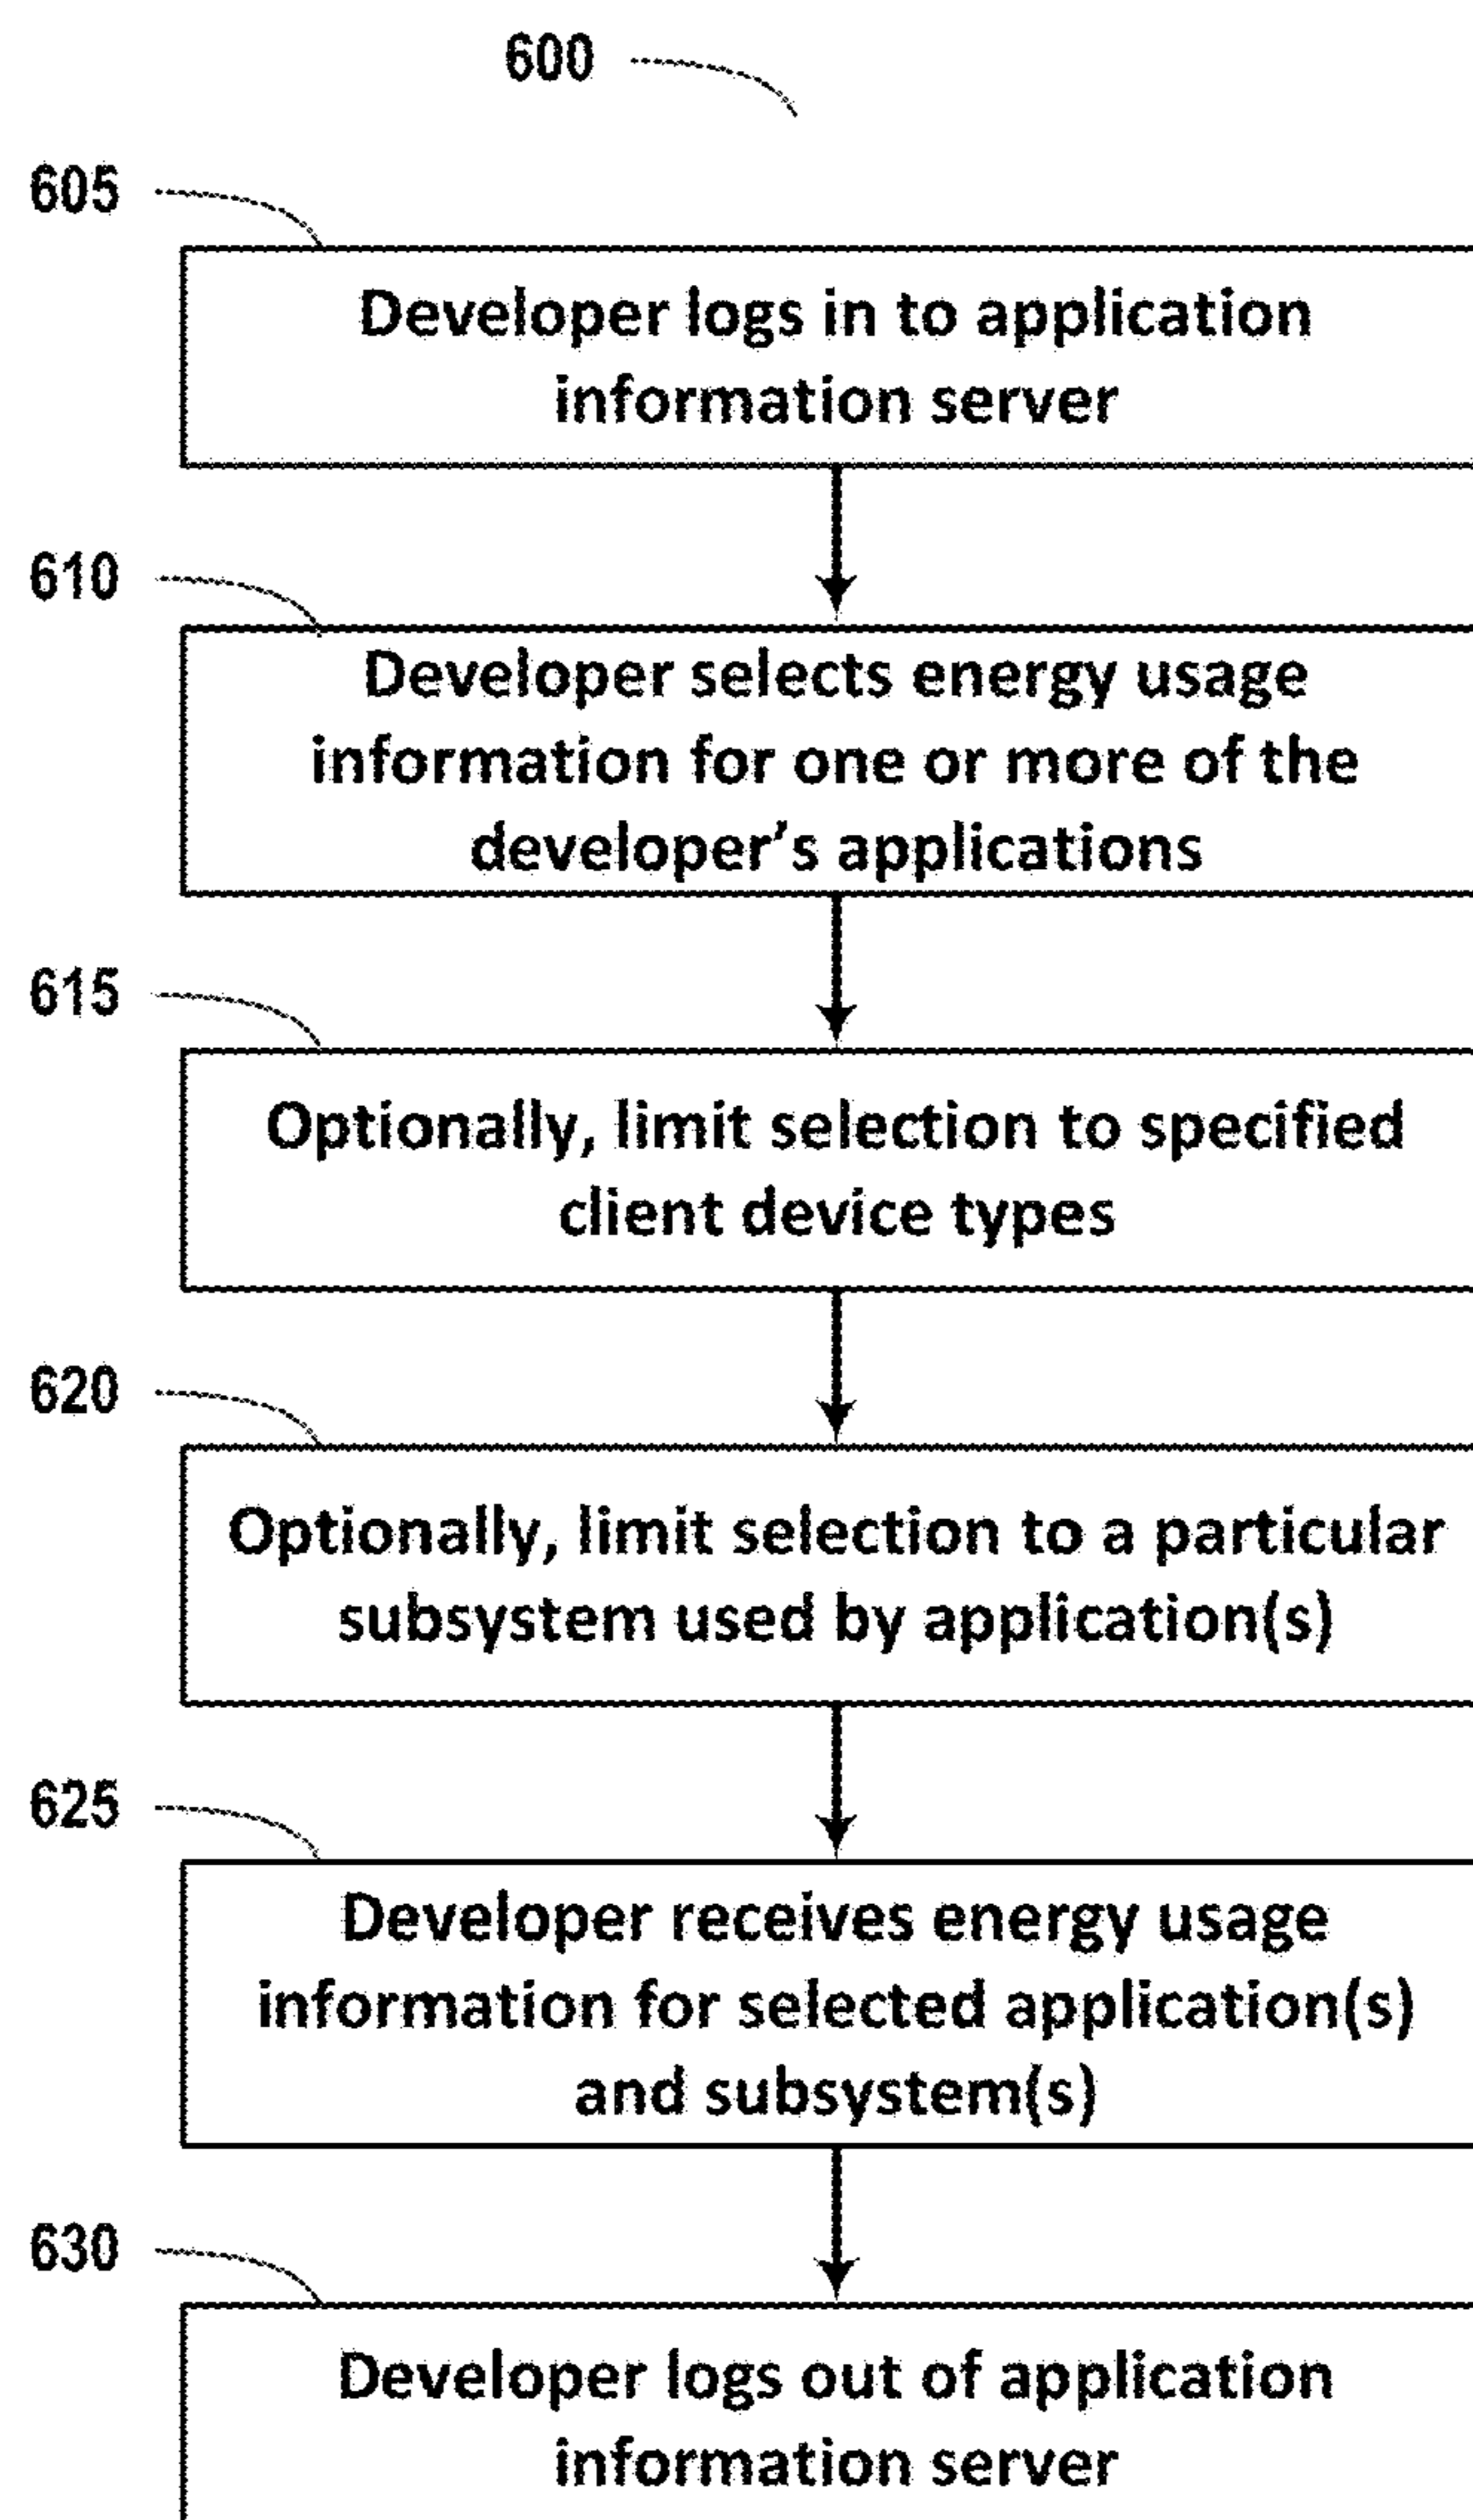 600
605
Developer logs in to application
information server
610
Developer selects energy usage
information for one or more of the
developer's applications
615
Optionally, limit selection to specified
client device types
620
Optionally, limit selection to a particular
subsystem used by application(s)
625
Developer receives energy usage
information for selected application(s)
and subsystem(s)
630
Developer logs out of application
information server